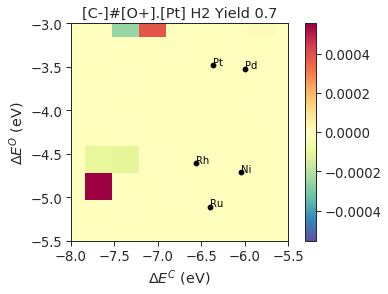 [C-]#[O+].[Pt] H2 Yield 0.7
−3.0
−3.5
−4.0
−4.5
−5.0
−5.5
ΔE^O (eV)
Pt
Pd
Rh
Ni
Ru
−8.0 −7.5 −7.0 −6.5 −6.0 −5.5
ΔE^C (eV)
0.0004
0.0002
0.0000
−0.0002
−0.0004